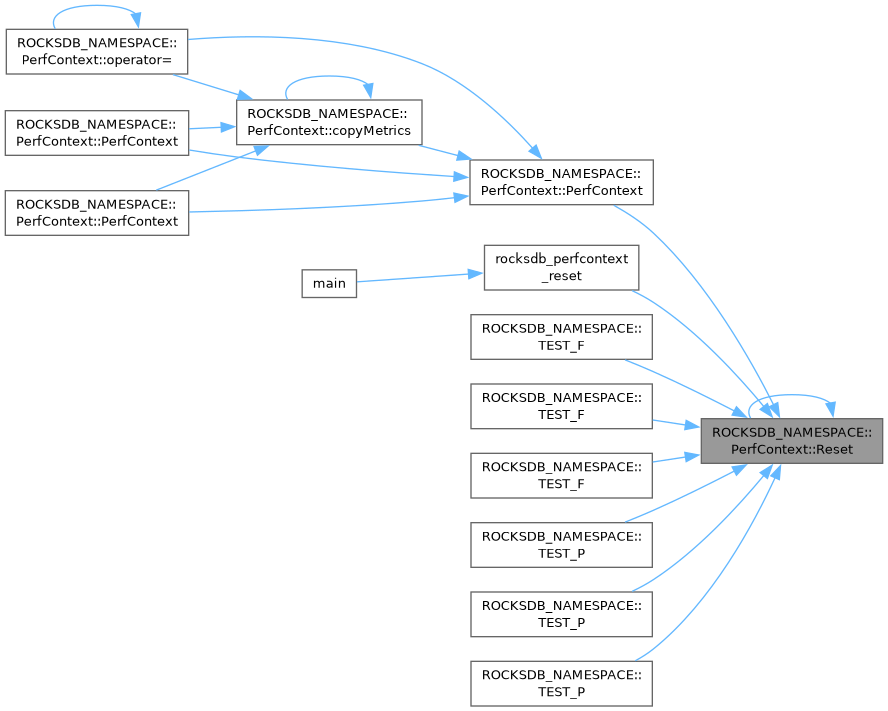 ROCKSDB_NAMESPACE::
PerfContext::operator=
ROCKSDB_NAMESPACE::
PerfContext::copyMetrics
ROCKSDB_NAMESPACE::
PerfContext::PerfContext
ROCKSDB_NAMESPACE::
PerfContext::PerfContext
ROCKSDB_NAMESPACE::
PerfContext::PerfContext
rocksdb_perfcontext
_reset
main
ROCKSDB_NAMESPACE::
TEST_F
ROCKSDB_NAMESPACE::
TEST_F
ROCKSDB_NAMESPACE::
PerfContext::Reset
ROCKSDB_NAMESPACE::
TEST_F
ROCKSDB_NAMESPACE::
TEST_P
ROCKSDB_NAMESPACE::
TEST_P
ROCKSDB_NAMESPACE::
TEST_P